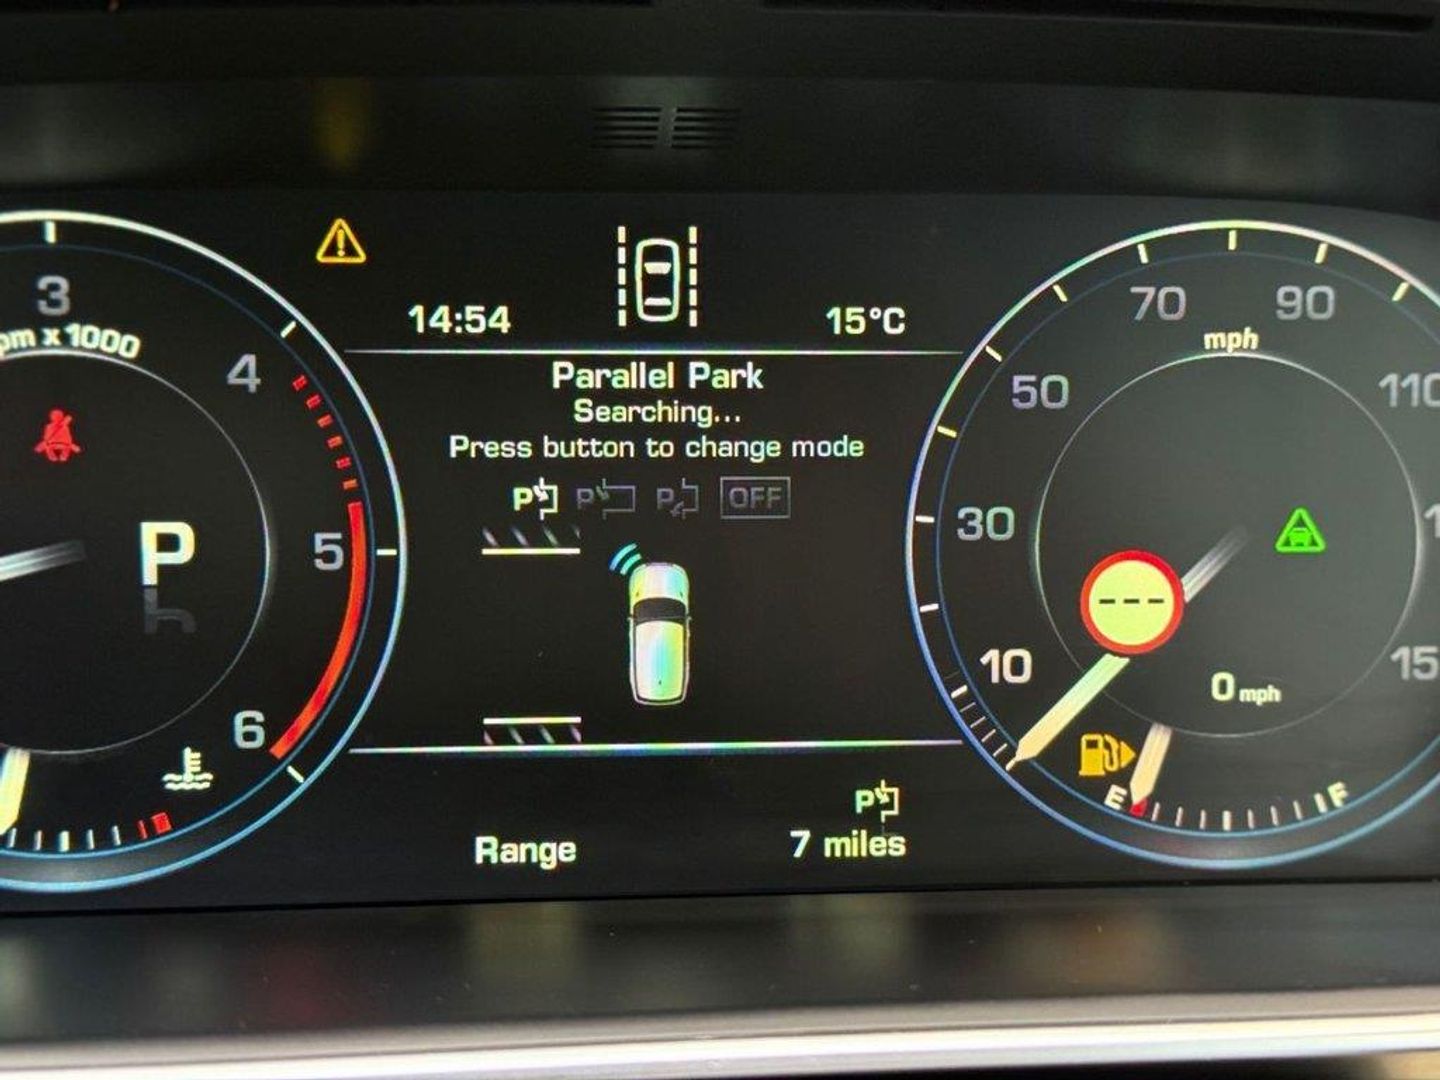 14:54
15°C
Parallel Park
Searching...
Press button to change mode
P P P OFF
3
pm x 1000
4
5
6
P
70
90
mph
50
110
30
10
15
---
0 mph
E
F
P
Range
7 miles